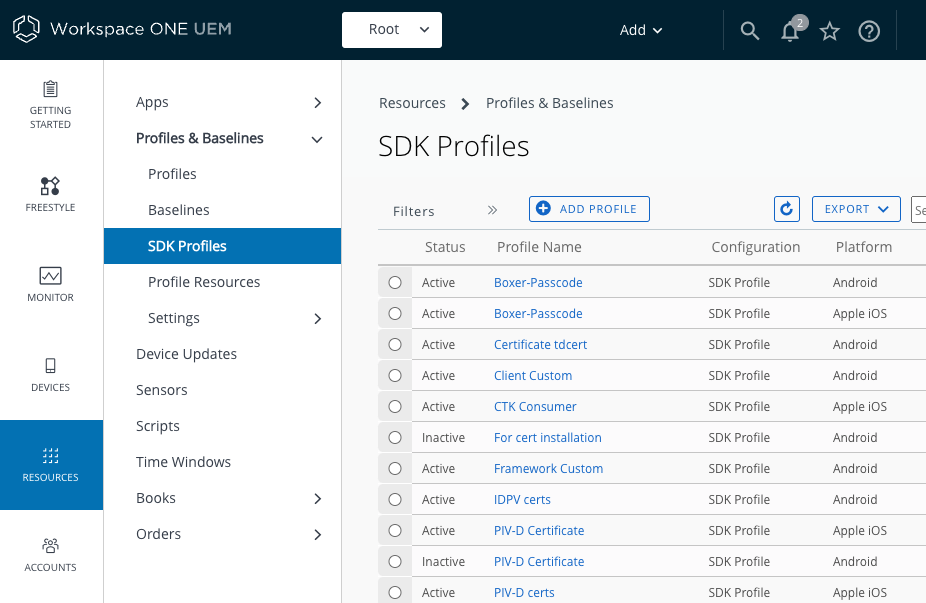 Workspace ONE UEM
Root
Add
2
GETTING
STARTED
FREESTYLE
MONITOR
DEVICES
RESOURCES
ACCOUNTS
Apps
Profiles & Baselines
Profiles
Baselines
SDK Profiles
Profile Resources
Settings
Device Updates
Sensors
Scripts
Time Windows
Books
Orders
Resources > Profiles & Baselines
SDK Profiles
Filters » ADD PROFILE EXPORT
Status Profile Name Configuration Platform
Active Boxer-Passcode SDK Profile Android
Active Boxer-Passcode SDK Profile Apple iOS
Active Certificate tdcert SDK Profile Android
Active Client Custom SDK Profile Android
Active CTK Consumer SDK Profile Apple iOS
Inactive For cert installation SDK Profile Android
Active Framework Custom SDK Profile Android
Active IDPV certs SDK Profile Android
Active PIV-D Certificate SDK Profile Apple iOS
Inactive PIV-D Certificate SDK Profile Android
Active PIV-D certs SDK Profile Apple iOS